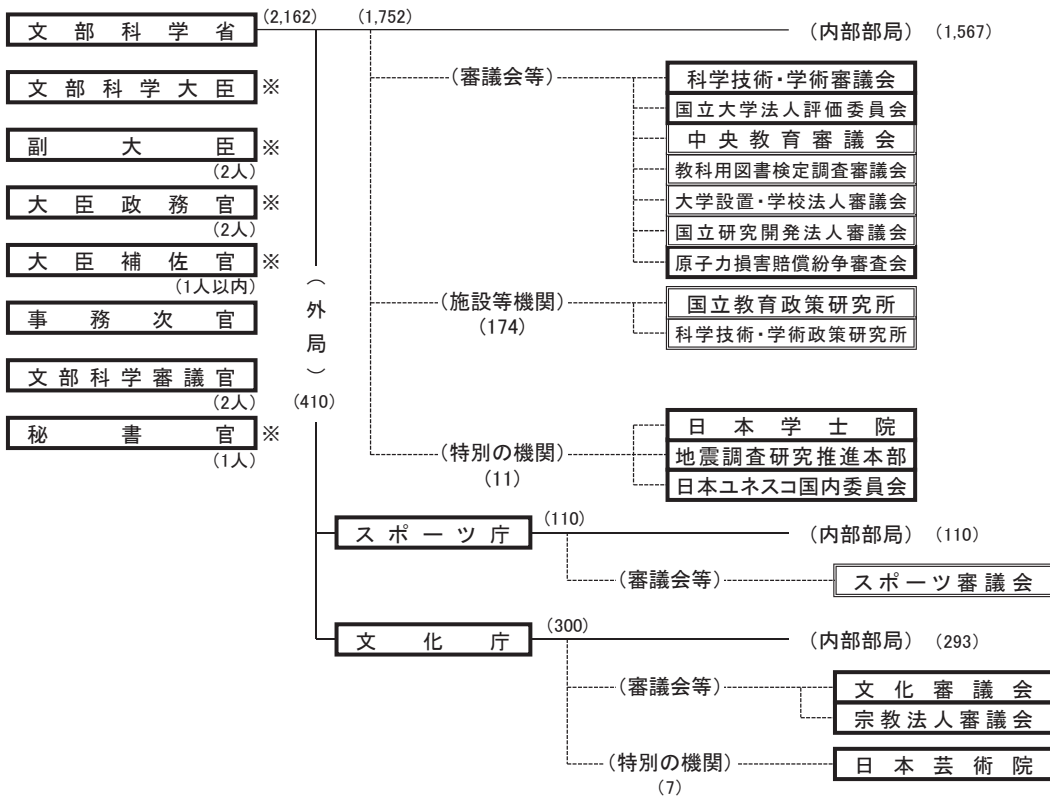 文部科学省 (2,162) (1,752) (内部部局) (1,567)
文部科学大臣 ※
副大臣 ※
(2人)
大臣政務官 ※
(2人)
大臣補佐官 ※
(1人以内)
事務次官
文部科学審議官
(2人)
秘書官 ※
(1人)
(外局)
(410)
(審議会等)
科学技術・学術審議会
国立大学法人評価委員会
中央教育審議会
教科用図書検定調査審議会
大学設置・学校法人審議会
国立研究開発法人審議会
原子力損害賠償紛争審査会
(施設等機関)
(174)
国立教育政策研究所
科学技術・学術政策研究所
(特別の機関)
(11)
日本学士院
地震調査研究推進本部
日本ユネスコ国内委員会
スポーツ庁 (110) (内部部局) (110)
(審議会等) スポーツ審議会
文化庁 (300) (内部部局) (293)
(審議会等) 文化審議会
宗教法人審議会
(特別の機関) 日本芸術院
(7)